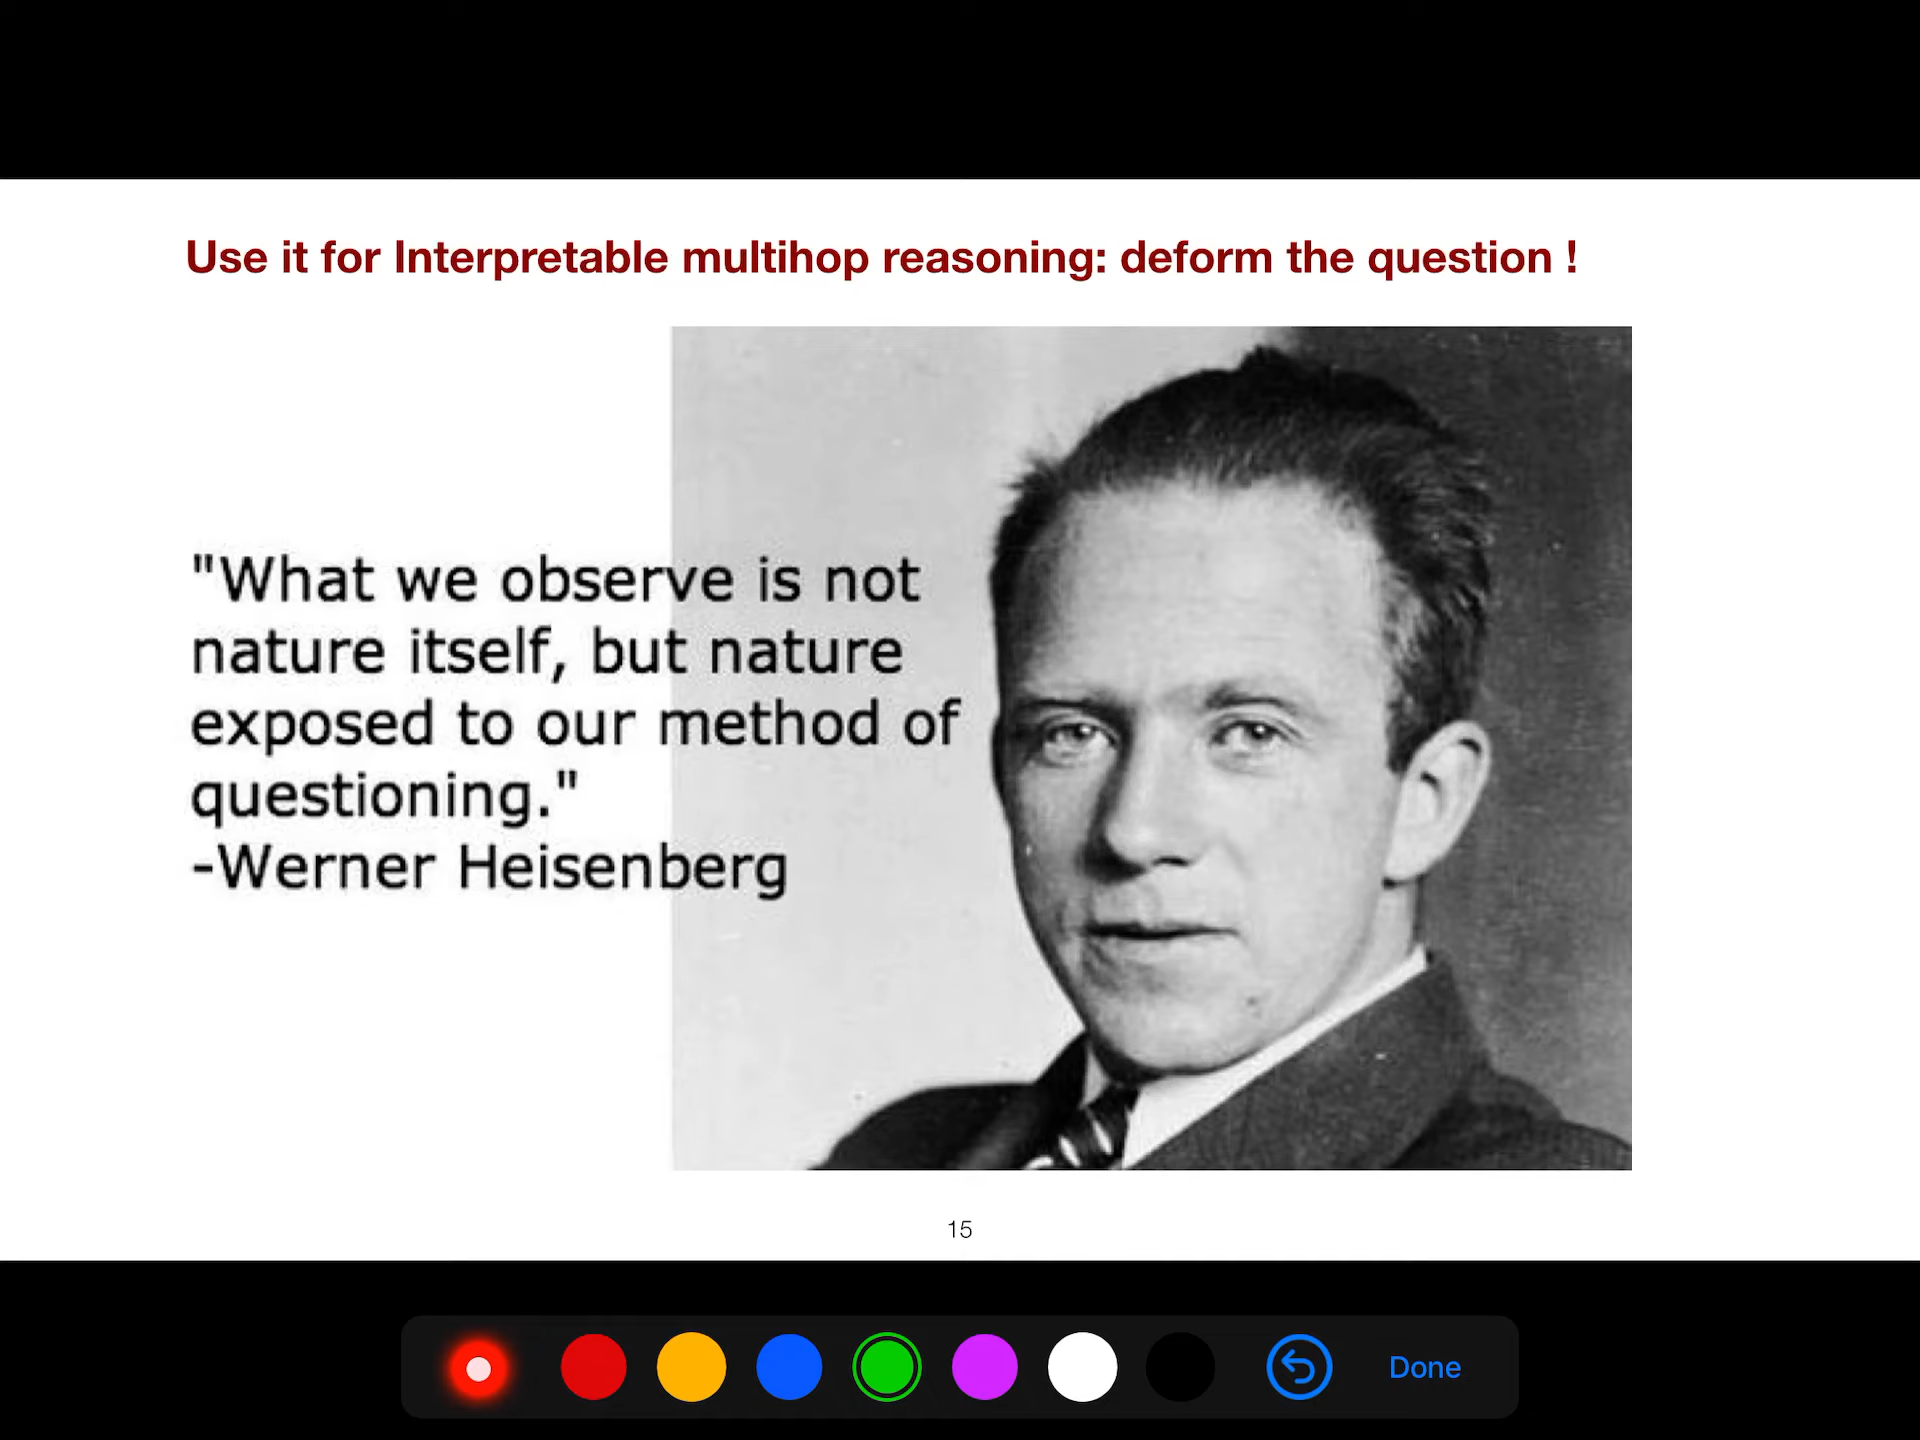 Use it for Interpretable multihop reasoning: deform the question !
"What we observe is not
nature itself, but nature
exposed to our method of
questioning."
-Werner Heisenberg
15
Done